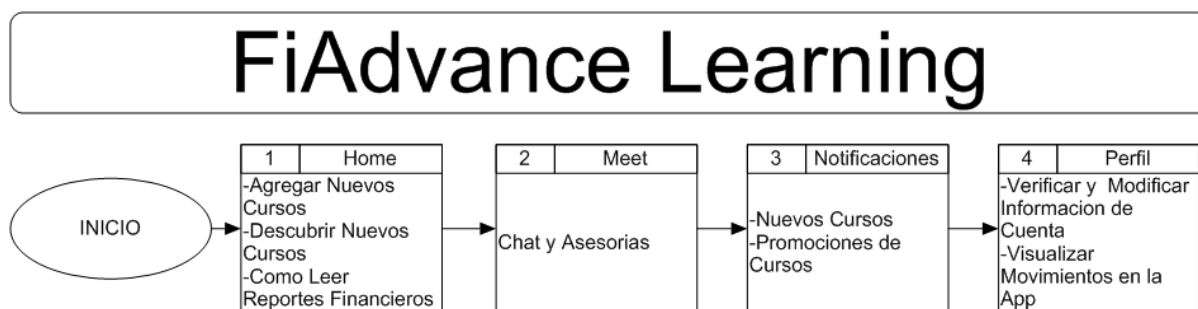 FiAdvance Learning
INICIO
1 Home
-Agregar Nuevos
Cursos
-Descubrir Nuevos
Cursos
-Como Leer
Reportes Financieros
2 Meet
Chat y Asesorias
3 Notificaciones
-Nuevos Cursos
-Promociones de
Cursos
4 Perfil
-Verificar y Modificar
Informacion de
Cuenta
-Visualizar
Movimientos en la
App